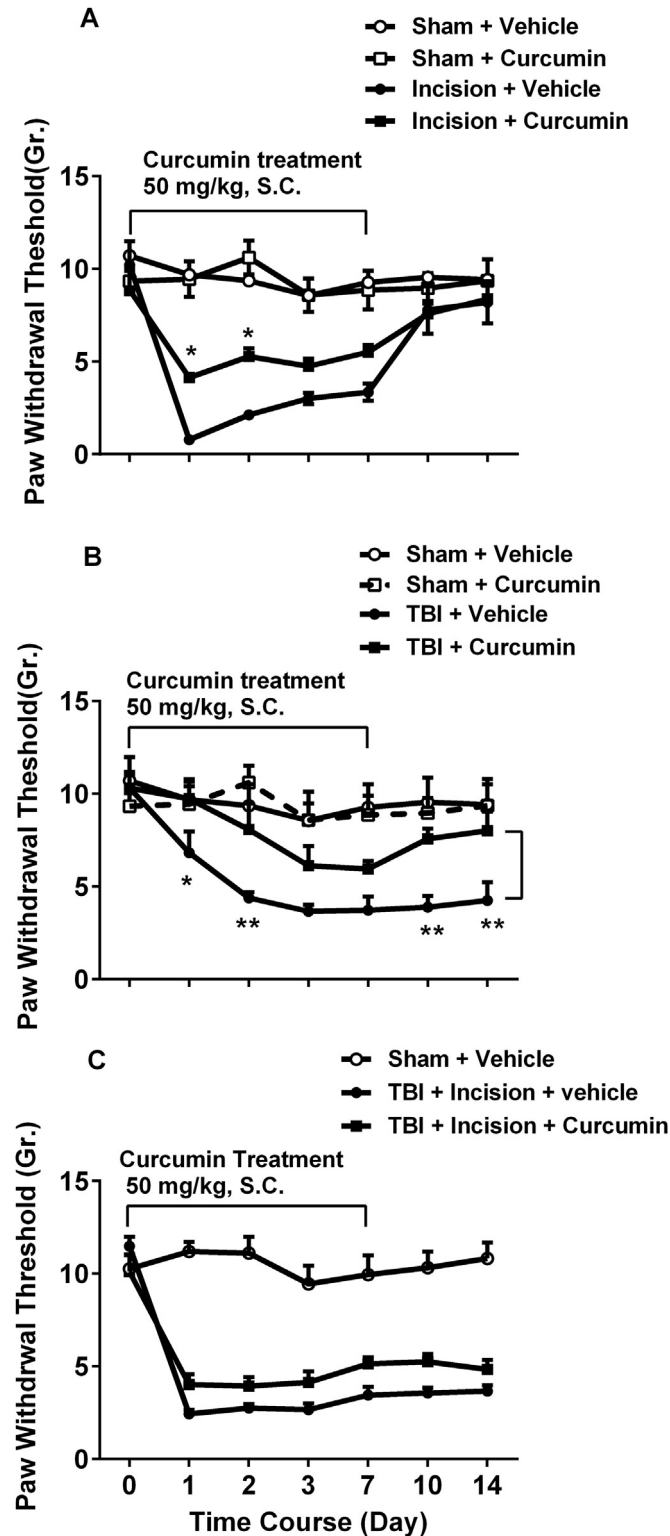 A
Sham + Vehicle
Sham + Curcumin
Incision + Vehicle
Incision + Curcumin
Paw Withdrawal Theshold(Gr.)
Curcumin treatment
50 mg/kg, S.C.
15
10
5
0
*
*
B
Sham + Vehicle
Sham + Curcumin
TBI + Vehicle
TBI + Curcumin
Paw Withdrawal Threshold(Gr.)
Curcumin treatment
50 mg/kg, S.C.
15
10
5
0
*
**
**
**
C
Sham + Vehicle
TBI + Incision + vehicle
TBI + Incision + Curcumin
Paw Withdrwal Threshold (Gr.)
Curcumin Treatment
50 mg/kg, S.C.
15
10
5
0
0 1 2 3 7 10 14
Time Course (Day)